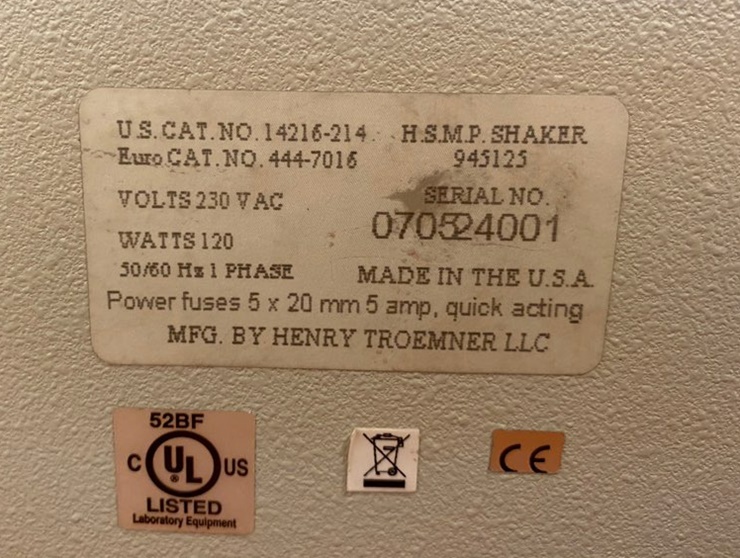 U.S. CAT. NO. 14216-214 H.S.M.P. SHAKER
Euro CAT. NO. 444-7016 945125
VOLTS 230 VAC SERIAL NO.
070524001
WATTS 120
50/60 Hz 1 PHASE MADE IN THE U.S.A.
Power fuses 5 x 20 mm 5 amp, quick acting
MFG. BY HENRY TROEMNER LLC
52BF
C UL US
®
LISTED
Laboratory Equipment
CE